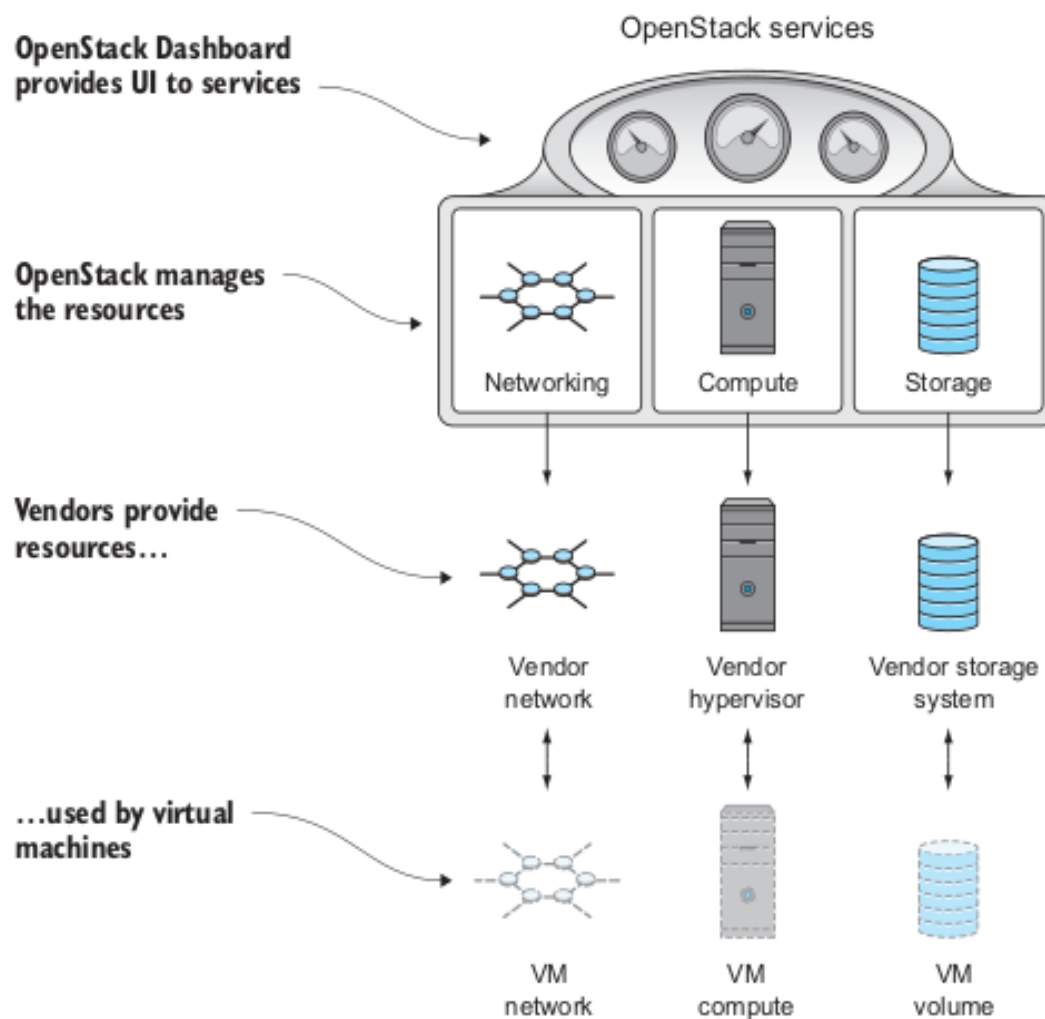 OpenStack services
OpenStack Dashboard
provides UI to services
OpenStack manages
the resources
Networking
Compute
Storage
Vendors provide
resources…
Vendor
network
Vendor
hypervisor
Vendor storage
system
…used by virtual
machines
VM
network
VM
compute
VM
volume